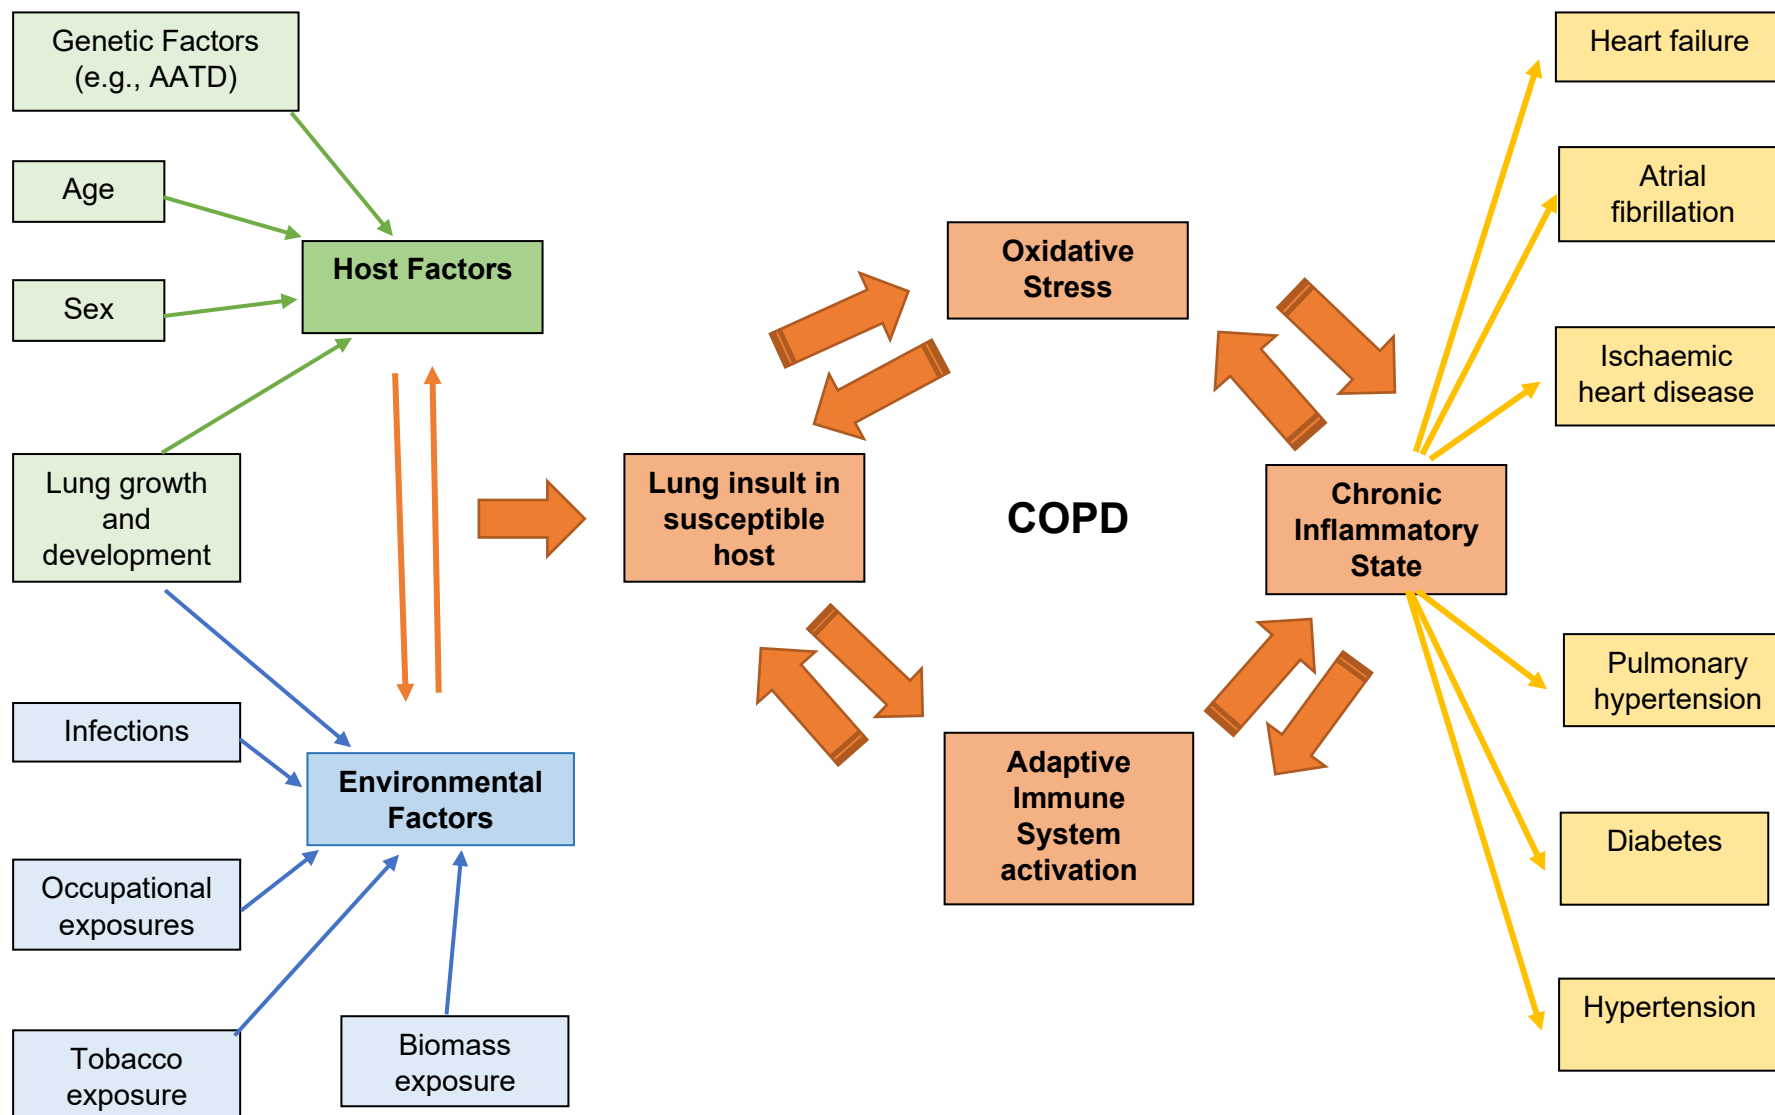 Genetic Factors
(e.g., AATD)
Age
Sex
Host Factors
Lung growth
and
development
Infections
Environmental
Factors
Occupational
exposures
Tobacco
exposure
Biomass
exposure
Lung insult in
susceptible
host
Oxidative
Stress
COPD
Adaptive
Immune
System
activation
Chronic
Inflammatory
State
Heart failure
Atrial
fibrillation
Ischaemic
heart disease
Pulmonary
hypertension
Diabetes
Hypertension